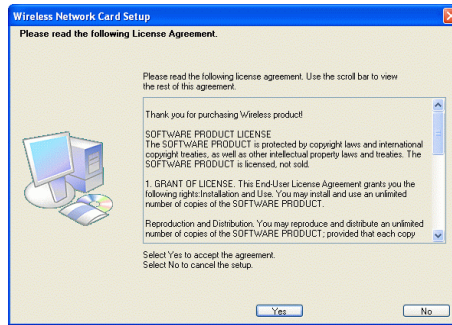 Wireless Network Card Setup
Please read the following License Agreement.
Please read the following license agreement. Use the scroll bar to view
the rest of this agreement.
Thank you for purchasing Wireless product!
SOFTWARE PRODUCT LICENSE
The SOFTWARE PRODUCT is protected by copyright laws and international
copyright treaties, as well as other intellectual property laws and treaties. The
SOFTWARE PRODUCT is licensed, not sold.
1. GRANT OF LICENSE. This End-User License Agreement grants you the
following rights:Installation and Use. You may install and use an unlimited
number of copies of the SOFTWARE PRODUCT.
Reproduction and Distribution. You may reproduce and distribute an unlimited
number of copies of the SOFTWARE PRODUCT; provided that each copy
Select Yes to accept the agreement.
Select No to cancel the setup.
Yes
No